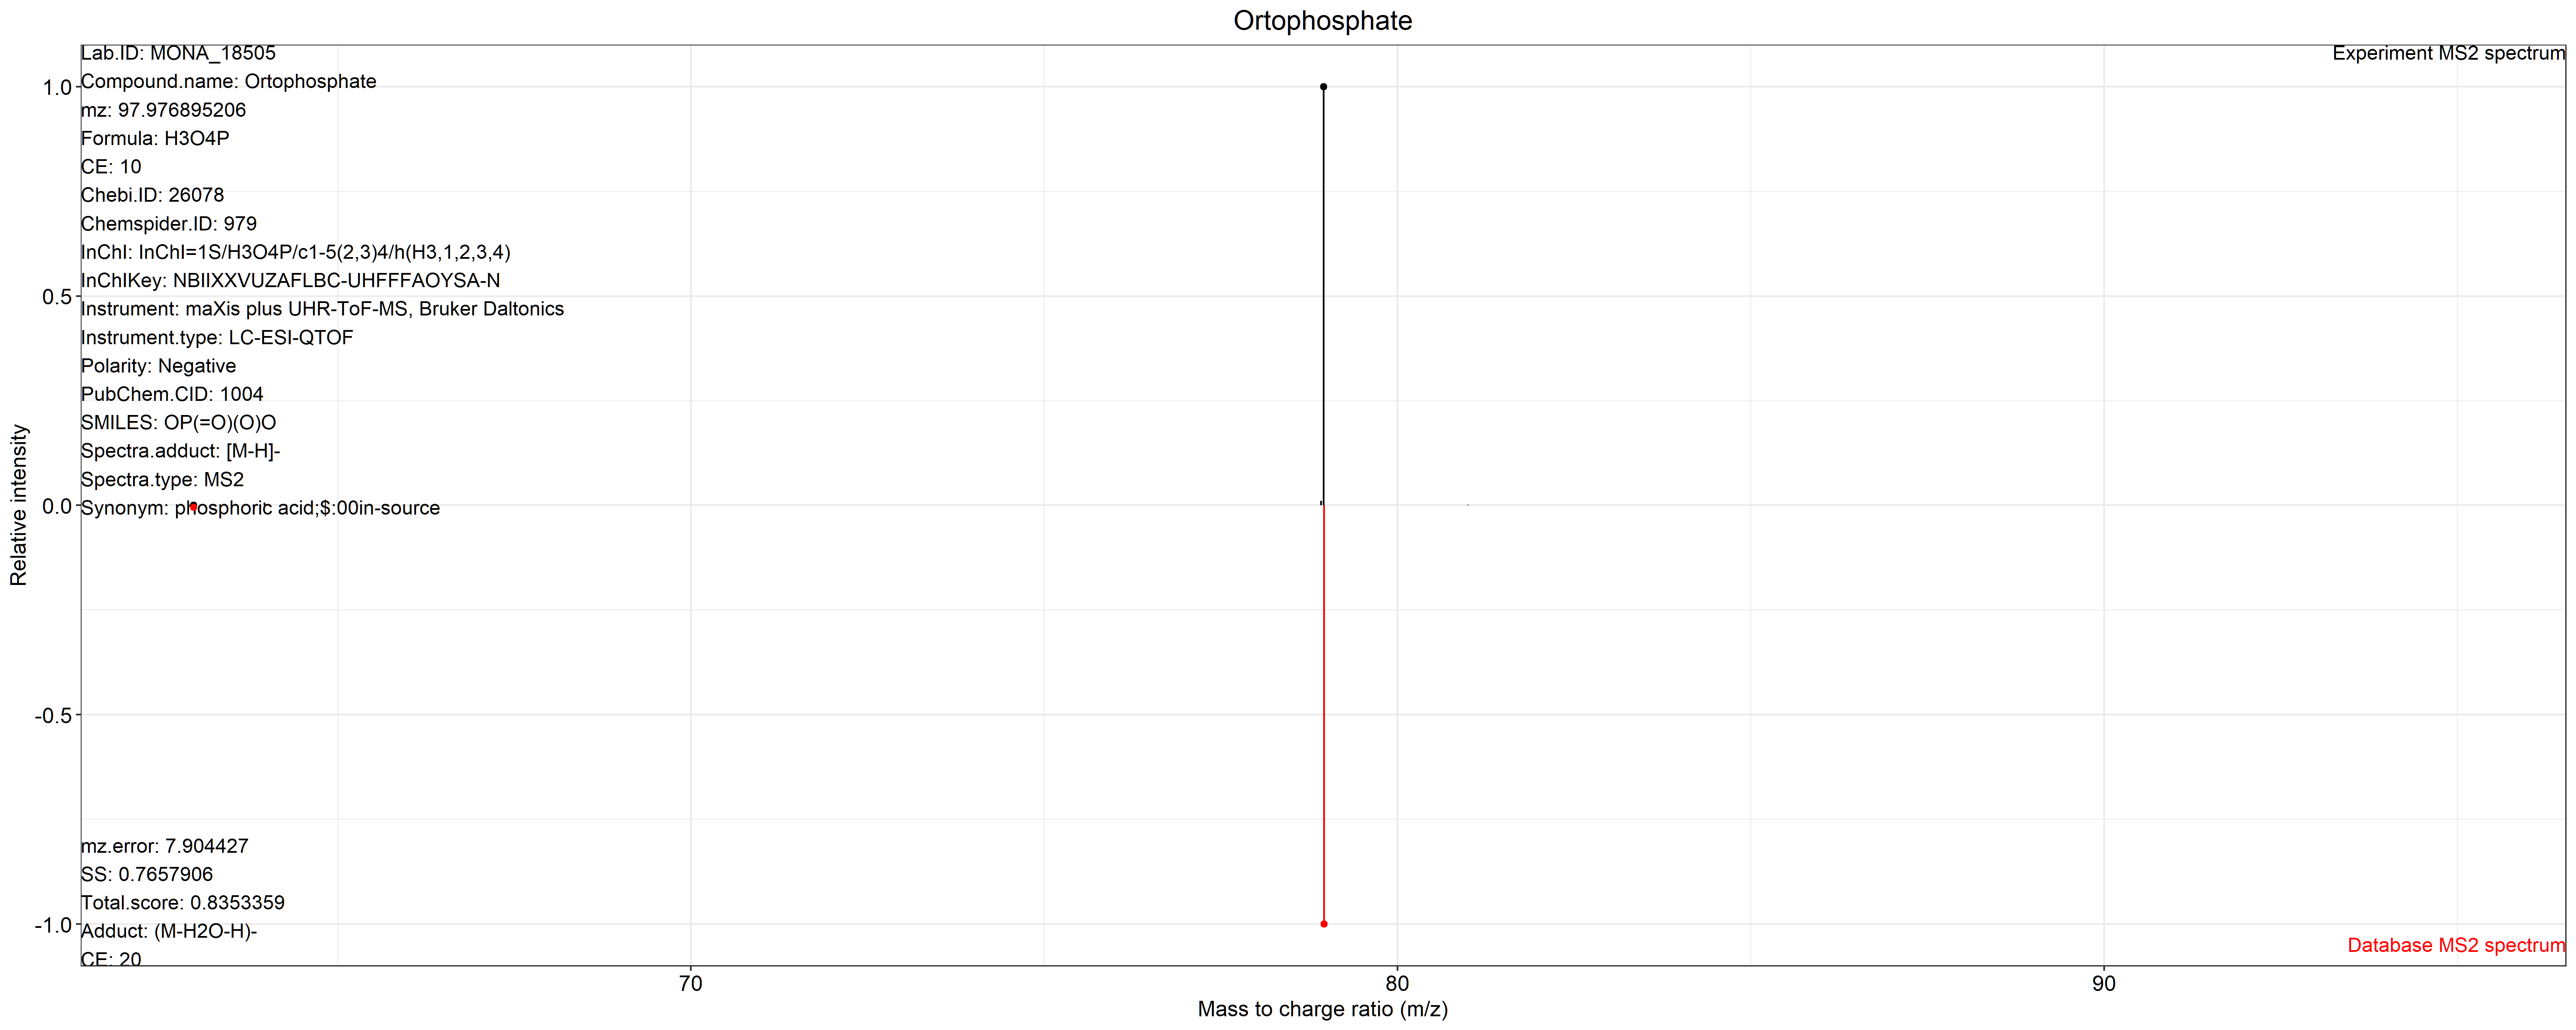 Ortophosphate
Lab.ID: MONA_18505
Experiment MS2 spectrum
Compound.name: Ortophosphate
mz: 97.976895206
Formula: H3O4P
CE: 10
Chebi.ID: 26078
Chemspider.ID: 979
InChI: InChI=1S/H3O4P/c1-5(2,3)4/h(H3,1,2,3,4)
InChIKey: NBIIXXVUZAFLBC-UHFFFAOYSA-N
Instrument: maXis plus UHR-ToF-MS, Bruker Daltonics
Instrument.type: LC-ESI-QTOF
Polarity: Negative
PubChem.CID: 1004
SMILES: OP(=O)(O)O
Spectra.adduct: [M-H]-
Spectra.type: MS2
Synonym: phosphoric acid;$:00in-source
mz.error: 7.904427
SS: 0.7657906
Total.score: 0.8353359
Adduct: (M-H2O-H)-
CE: 20
Database MS2 spectrum
1.0
0.5
0.0
-0.5
-1.0
Relative intensity
70
80
90
Mass to charge ratio (m/z)